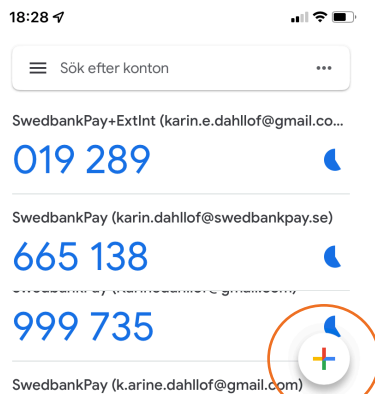 18:28
Sök efter konton
SwedbankPay+ExtInt (karin.e.dahllof@gmail.co...
019 289
SwedbankPay (karin.dahllof@swedbankpay.se)
665 138
999 735
SwedbankPay (k.arine.dahllof@gmail.com)